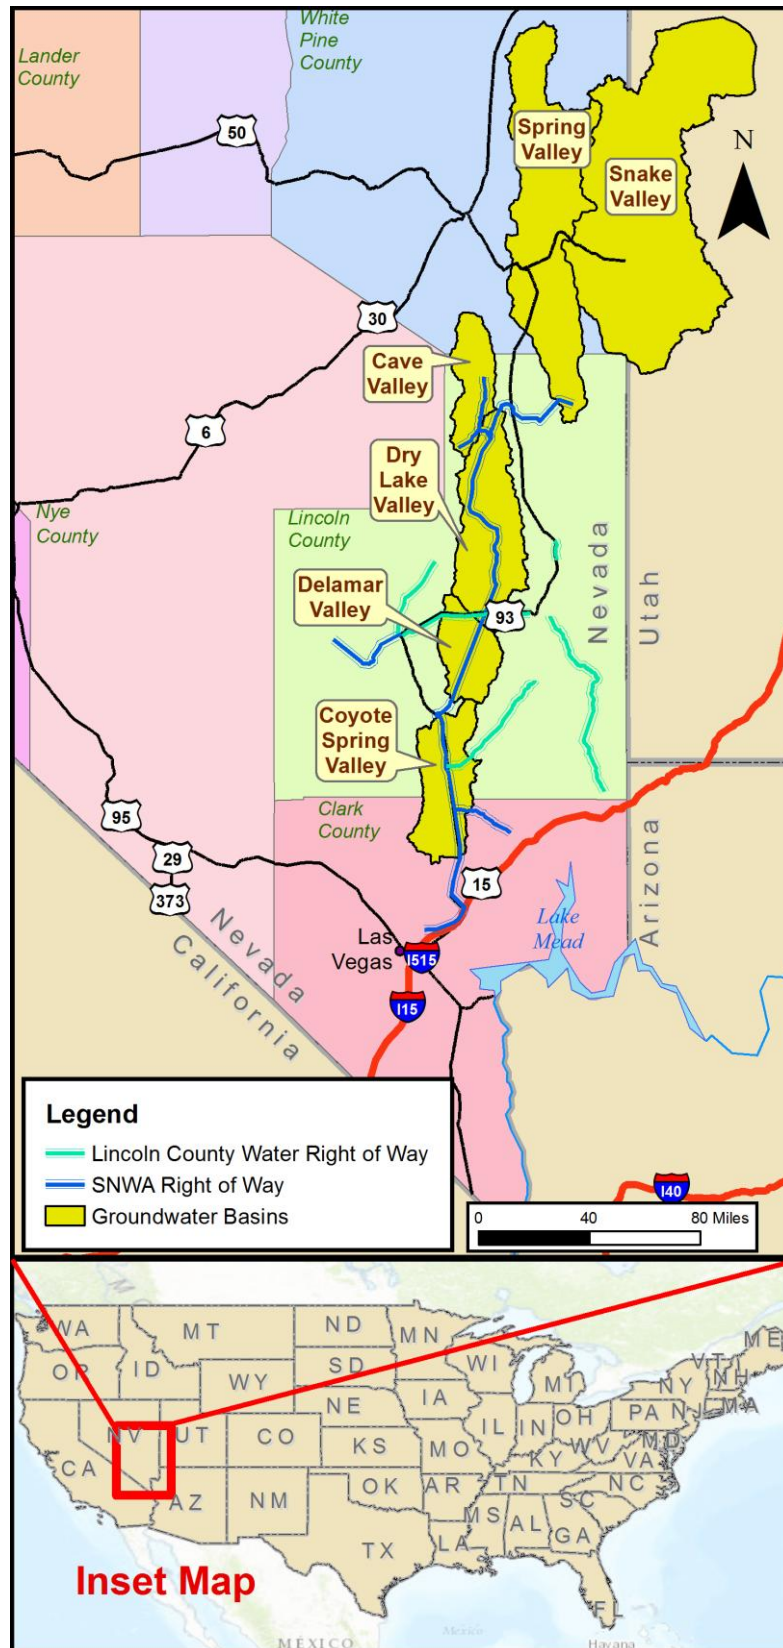 White
Pine
County
Lander
County
50
Spring
Valley
Snake
Valley
N
30
Cave
Valley
6
Dry
Lake
Valley
Nye
County
Lincoln
County
Nevada
Utah
Delamar
Valley
93
Coyote
Spring
Valley
Clark
County
95
29
373
15
Arizona
Lake
Mead
Nevada
California
Las
Vegas
I515
I15
Legend
Lincoln County Water Right of Way
SNWA Right of Way
Groundwater Basins
I40
0 40 80 Miles
WA
MT
ND
MN
ME
OR
ID
SD
WI
VT
NH
WY
MI
NY
MA
IA
NE
PA
NJ
NV
UT
CO
IL
IN
OH
MD
KS
MO
WV
VA
CA
KY
OK
AR
TN
NC
AZ
NM
SC
MS
AL
GA
TX
LA
Inset Map
FL
MÉXICO
Mexico
Havana